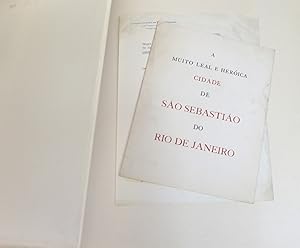 A
MUITO LEAL E HERÓICA
CIDADE
DE
SÃO SEBASTIÃO
DO
RIO DE JANEIRO